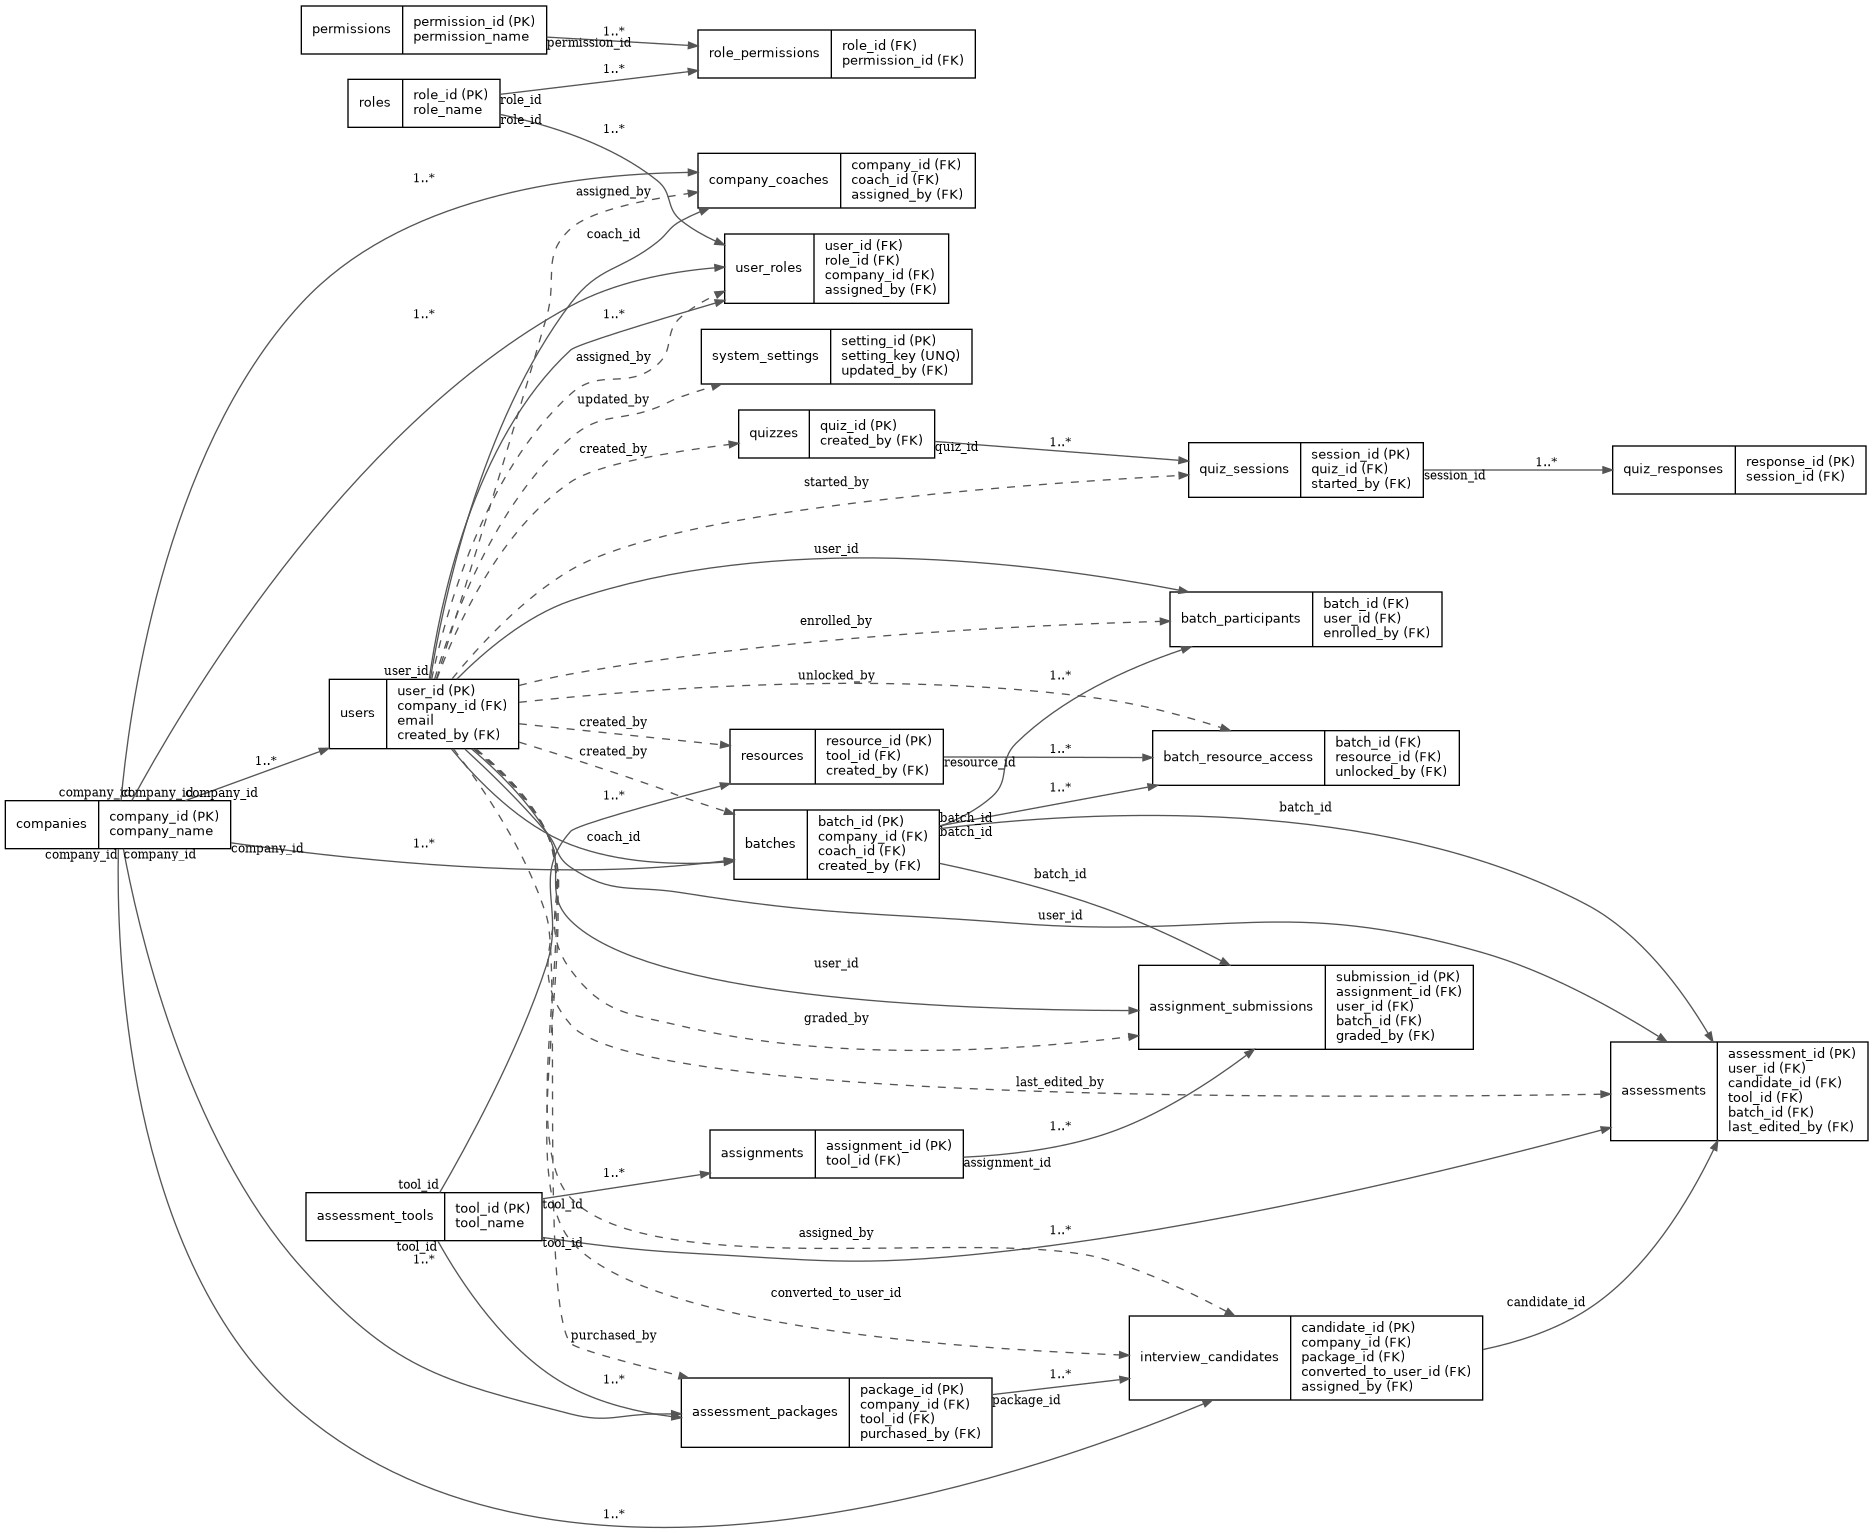 permissions
permission_id (PK)
permission_name
1..*
permission_id
role_permissions
role_id (FK)
permission_id (FK)
roles
role_id (PK)
role_name
1..*
role_id
role_id
1..*
company_coaches
company_id (FK)
coach_id (FK)
assigned_by (FK)
1..*
assigned_by
coach_id
user_roles
user_id (FK)
role_id (FK)
company_id (FK)
assigned_by (FK)
1..*
1..*
assigned_by
system_settings
setting_id (PK)
setting_key (UNQ)
updated_by (FK)
updated_by
quizzes
quiz_id (PK)
created_by (FK)
created_by
quiz_id
1..*
started_by
quiz_sessions
session_id (PK)
quiz_id (FK)
started_by (FK)
session_id
1..*
quiz_responses
response_id (PK)
session_id (FK)
user_id
batch_participants
batch_id (FK)
user_id (FK)
enrolled_by (FK)
enrolled_by
1..*
unlocked_by
user_id
users
user_id (PK)
company_id (FK)
email
created_by (FK)
created_by
created_by
resources
resource_id (PK)
tool_id (FK)
created_by (FK)
resource_id
1..*
batch_resource_access
batch_id (FK)
resource_id (FK)
unlocked_by (FK)
1..*
1..*
company_id
company_id
company_id
companies
company_id (PK)
company_name
company_id
company_id
company_id
1..*
1..*
coach_id
batches
batch_id (PK)
company_id (FK)
coach_id (FK)
created_by (FK)
batch_id
batch_id
batch_id
batch_id
user_id
user_id
assignment_submissions
submission_id (PK)
assignment_id (FK)
user_id (FK)
batch_id (FK)
graded_by (FK)
graded_by
last_edited_by
assessments
assessment_id (PK)
user_id (FK)
candidate_id (FK)
tool_id (FK)
batch_id (FK)
last_edited_by (FK)
assignments
assignment_id (PK)
tool_id (FK)
assignment_id
1..*
1..*
tool_id
assessment_tools
tool_id (PK)
tool_name
tool_id
tool_id
tool_id
1..*
assigned_by
1..*
converted_to_user_id
candidate_id
interview_candidates
candidate_id (PK)
company_id (FK)
package_id (FK)
converted_to_user_id (FK)
assigned_by (FK)
purchased_by
1..*
assessment_packages
package_id (PK)
company_id (FK)
tool_id (FK)
purchased_by (FK)
package_id
1..*
1..*